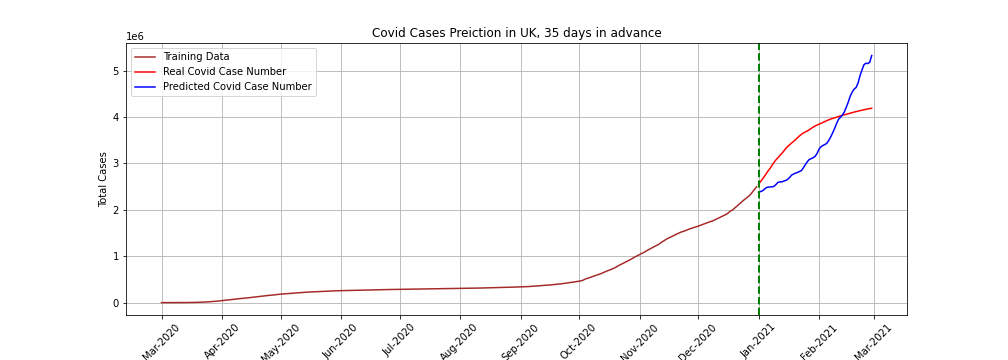 Covid Cases Preiction in UK, 35 days in advance
1e6
Training Data
Real Covid Case Number
Predicted Covid Case Number
Total Cases
5
4
3
2
1
0
Mar-2020
Apr-2020
May-2020
Jun-2020
Jul-2020
Aug-2020
Sep-2020
Oct-2020
Nov-2020
Dec-2020
Jan-2021
Feb-2021
Mar-2021